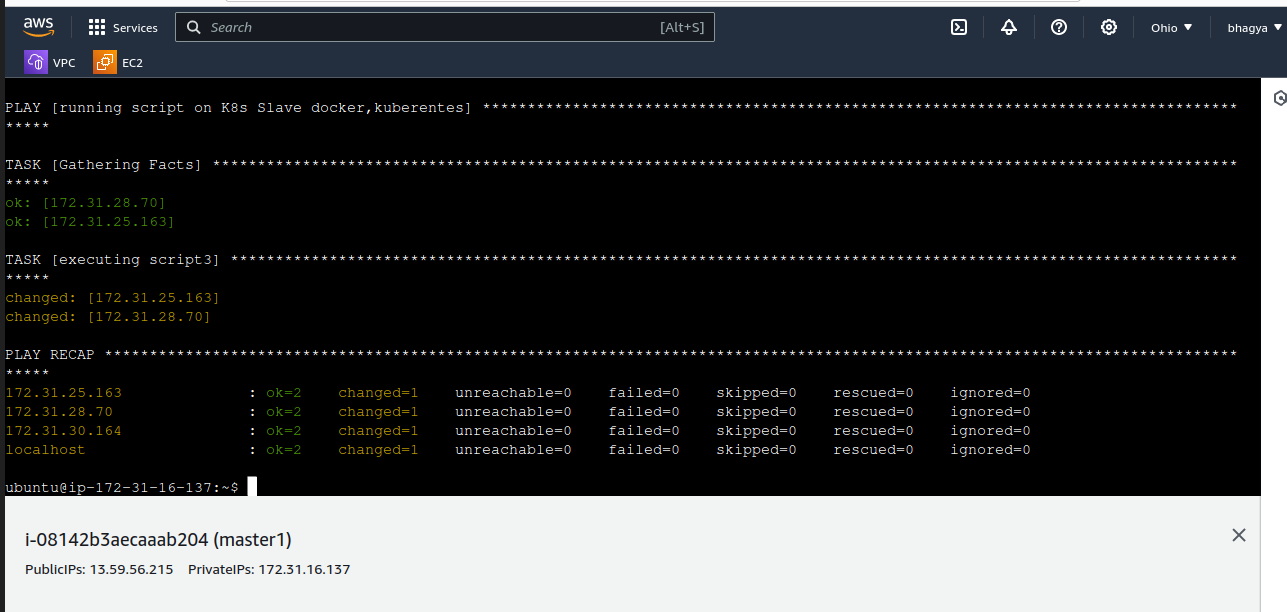 aws Services Search [Alt+S] Ohio ▼ bhagya ▼
VPC EC2
PLAY [running script on K8s Slave docker,kuberentes] ************************************************************************************
*****
TASK [Gathering Facts] ******************************************************************************************************************
*****
ok: [172.31.28.70]
ok: [172.31.25.163]
TASK [executing script3] ****************************************************************************************************************
*****
changed: [172.31.25.163]
changed: [172.31.28.70]
PLAY RECAP ******************************************************************************************************************************
*****
172.31.25.163 : ok=2 changed=1 unreachable=0 failed=0 skipped=0 rescued=0 ignored=0
172.31.28.70 : ok=2 changed=1 unreachable=0 failed=0 skipped=0 rescued=0 ignored=0
172.31.30.164 : ok=2 changed=1 unreachable=0 failed=0 skipped=0 rescued=0 ignored=0
localhost : ok=2 changed=1 unreachable=0 failed=0 skipped=0 rescued=0 ignored=0
ubuntu@ip-172-31-16-137:~$
i-08142b3aecaaab204 (master1)
PublicIPs: 13.59.56.215 PrivateIPs: 172.31.16.137